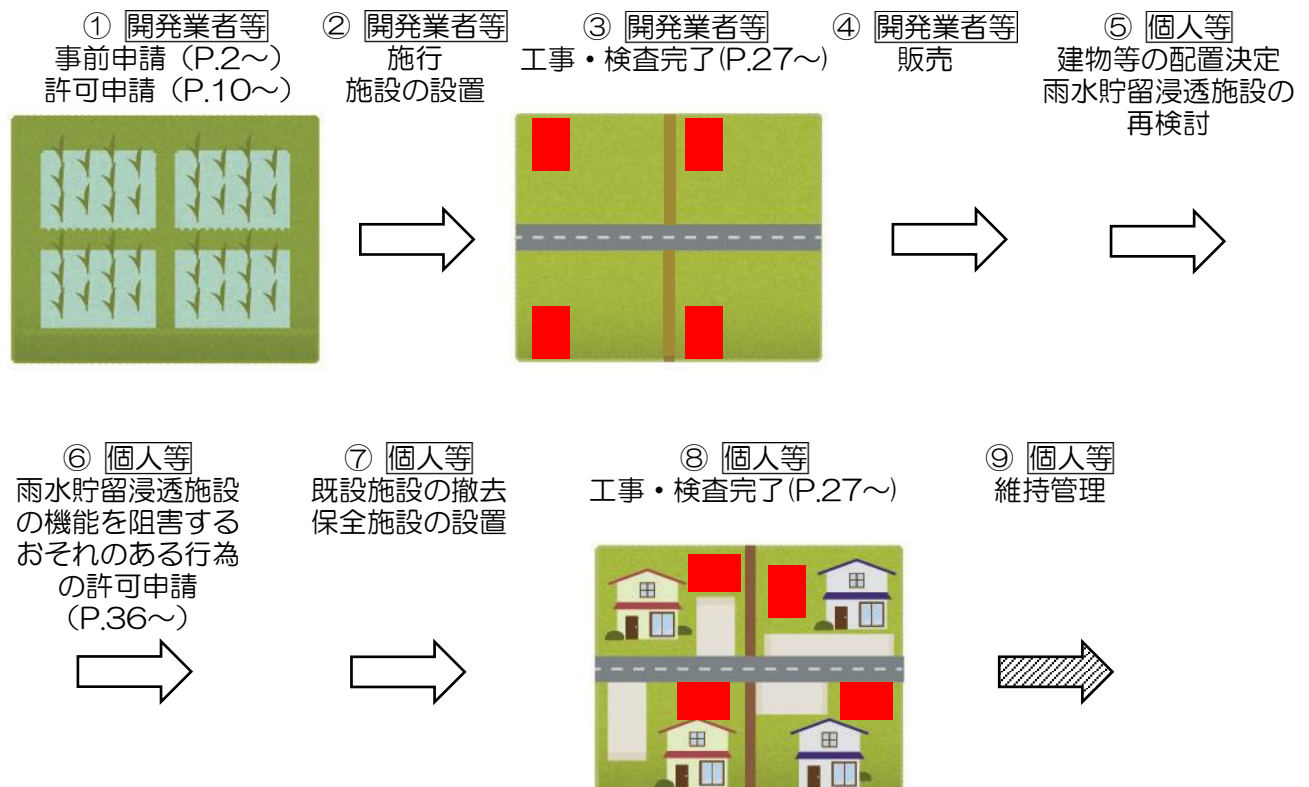 ① 開発業者等
事前申請(P.2～)
許可申請(P.10～)
② 開発業者等
施行
施設の設置
③ 開発業者等
工事・検査完了(P.27～)
④ 開発業者等
販売
⑤ 個人等
建物等の配置決定
雨水貯留浸透施設の
再検討
⑥ 個人等
雨水貯留浸透施設
の機能を阻害する
おそれのある行為
の許可申請
(P.36～)
⑦ 個人等
既設施設の撤去
保全施設の設置
⑧ 個人等
工事・検査完了(P.27～)
⑨ 個人等
維持管理